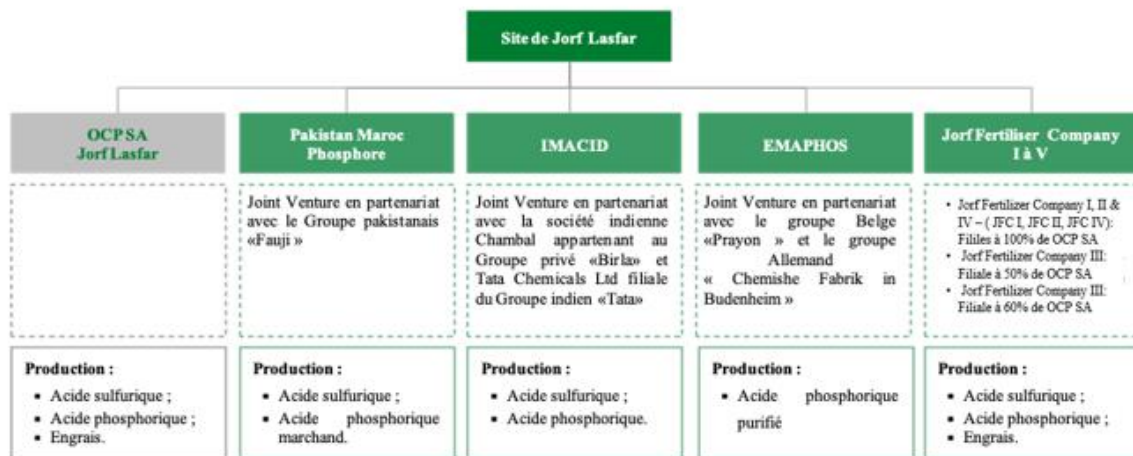 Site de Jorf Lasfar
OCP SA
Jorf Lasfar
Pakistan Maroc
Phosphore
IMACID
EMAPHOS
Jorf Fertiliser Company
I à V
Joint Venture en partenariat
avec le Groupe pakistanais
«Fauji »
Joint Venture en partenariat
avec la société indienne
Chambal appartenant au
Groupe privé «Birla» et
Tata Chemicals Ltd filiale
du Groupe indien «Tata»
Joint Venture en partenariat
avec le groupe Belge
«Prayon » et le groupe
Allemand
« Chemishe Fabrik in
Budenheim »
• Jorf Fertilizer Company I, II &
IV – ( JFC I, JFC II, JFC IV):
Fililes à 100% de OCP SA
• Jorf Fertilizer Company III:
Filiale à 50% de OCP SA
• Jorf Fertilizer Company III:
Filiale à 60% de OCP SA
Production :
▪ Acide sulfurique ;
▪ Acide phosphorique ;
▪ Engrais.
Production :
▪ Acide sulfurique ;
▪ Acide phosphorique
marchand.
Production :
▪ Acide sulfurique ;
▪ Acide phosphorique.
Production :
▪ Acide phosphorique
purifié
Production :
▪ Acide sulfurique ;
▪ Acide phosphorique ;
▪ Engrais.